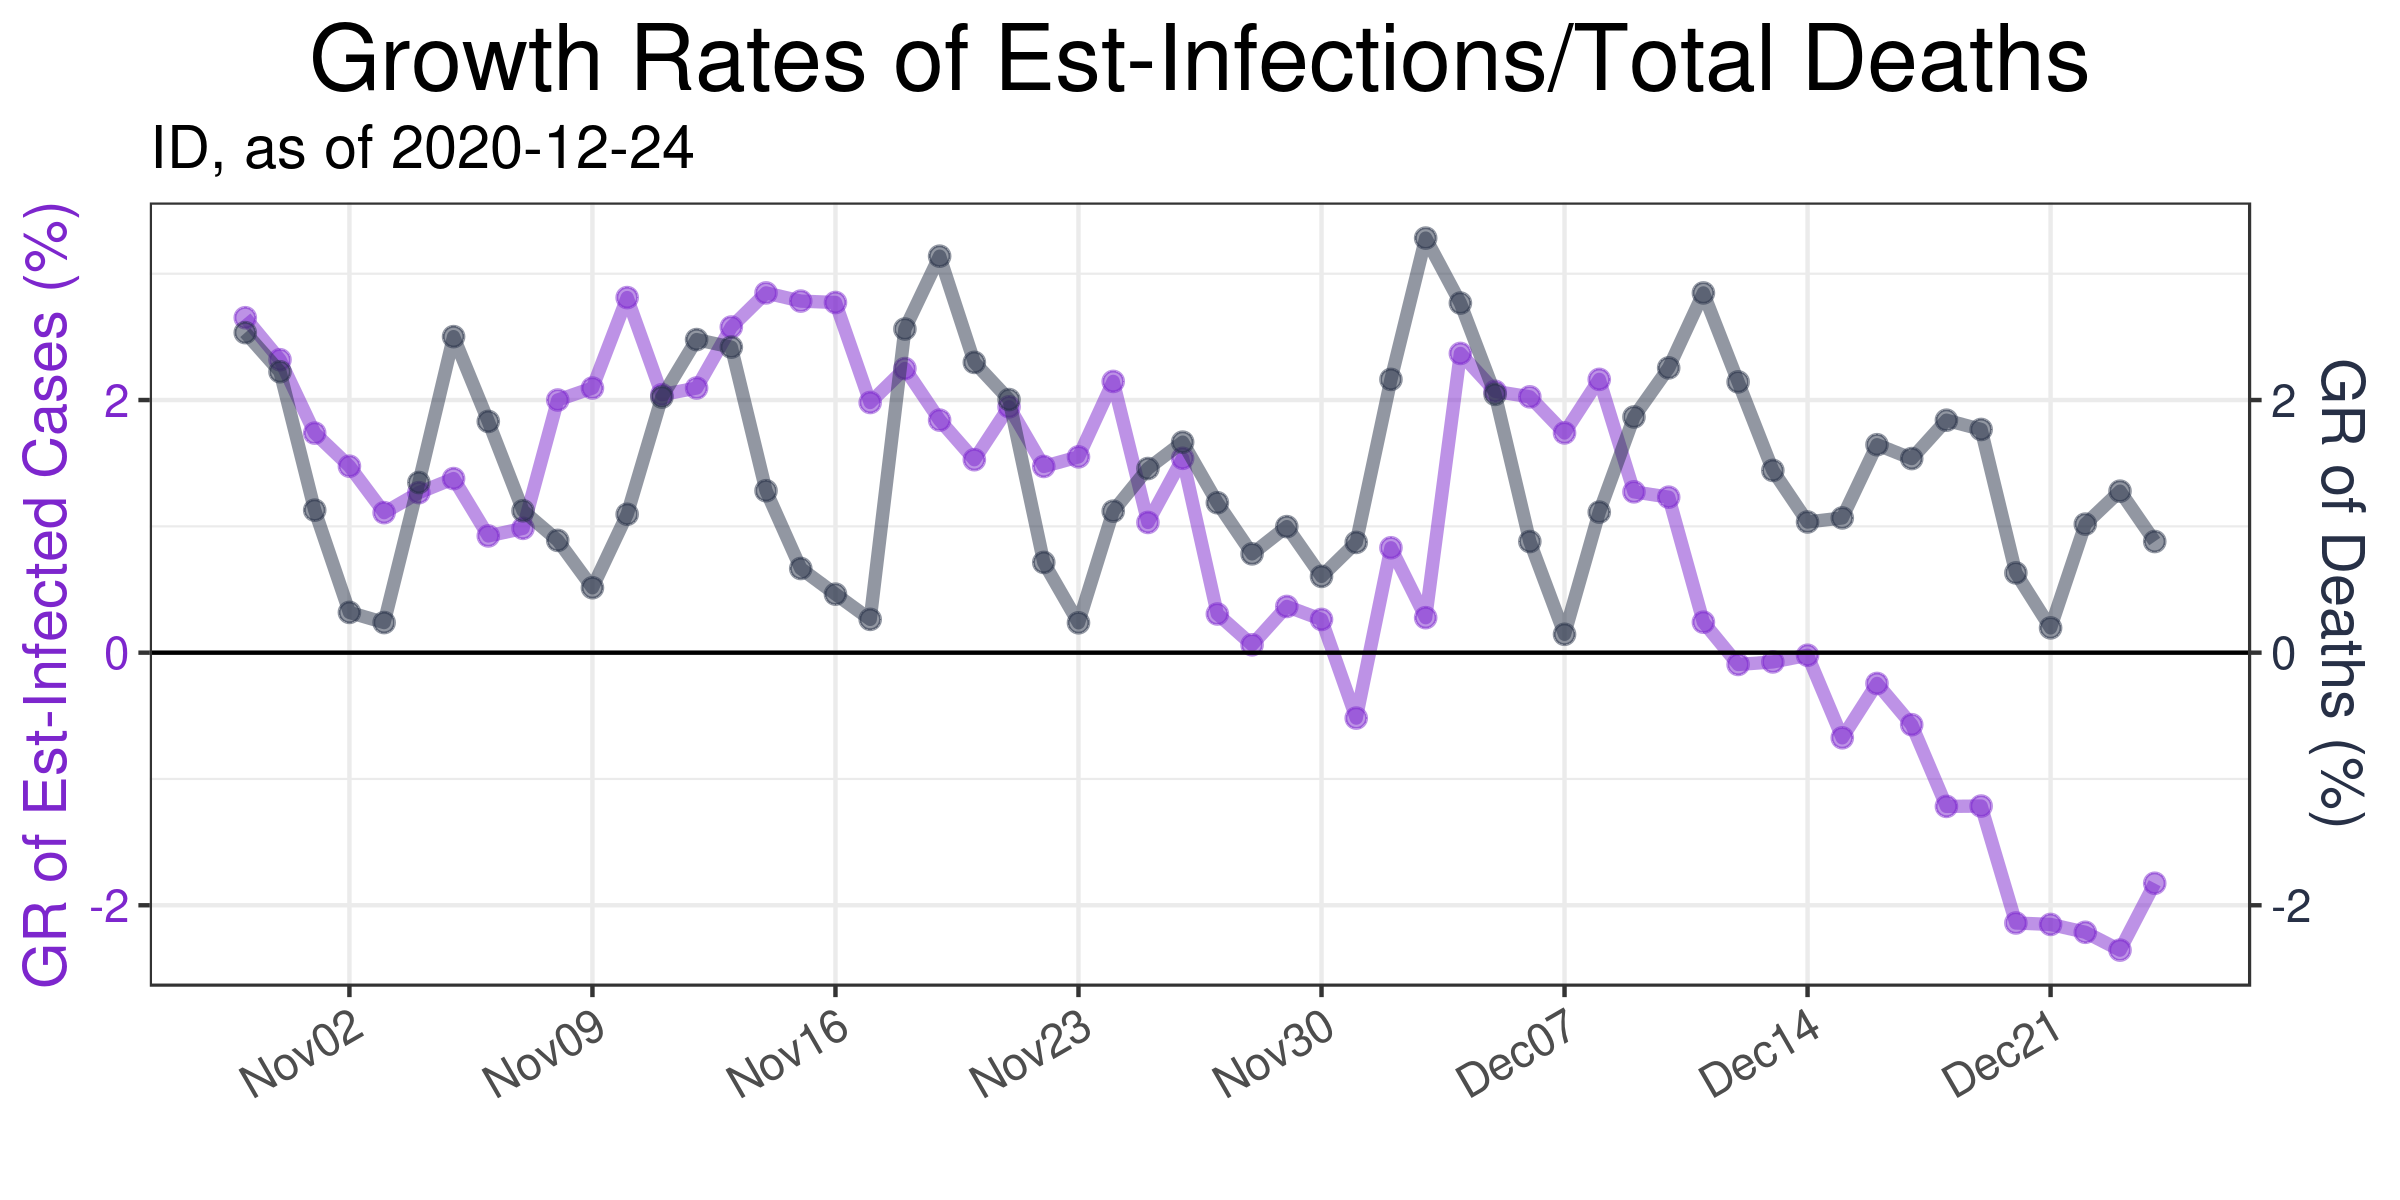 Growth Rates of Est-Infections/Total Deaths
ID, as of 2020-12-24
GR of Est-Infected Cases (%)
2
0
-2
2
0
-2
GR of Deaths (%)
Nov02
Nov09
Nov16
Nov23
Nov30
Dec07
Dec14
Dec21